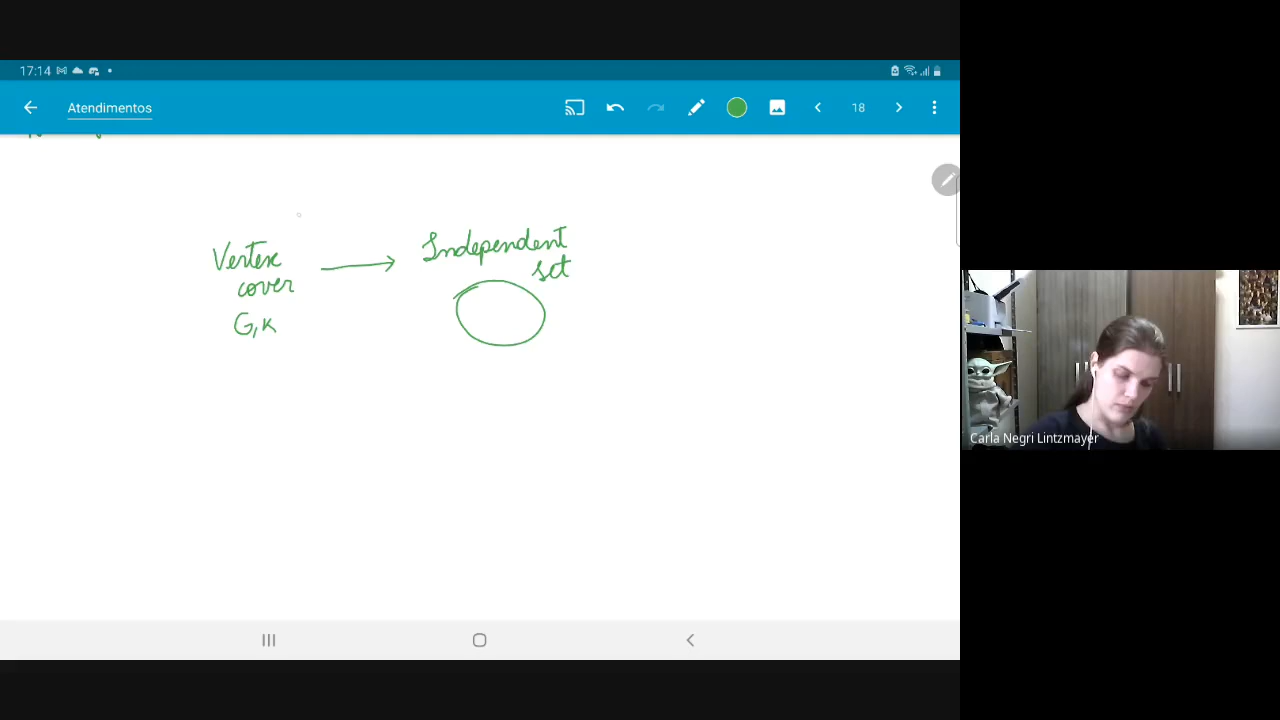 17:14
Atendimentos
18
Vertex
cover
G, K
Independent
set
Carla Negri Lintzmayer